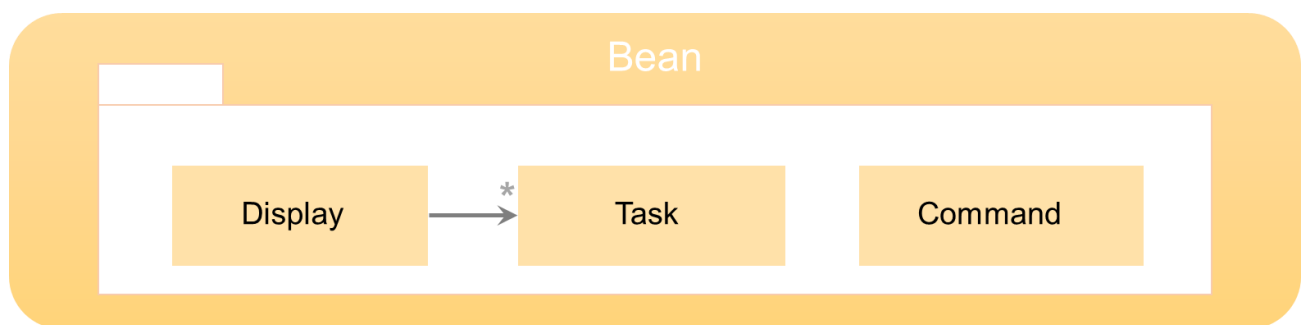 Bean
Display
*
Task
Command